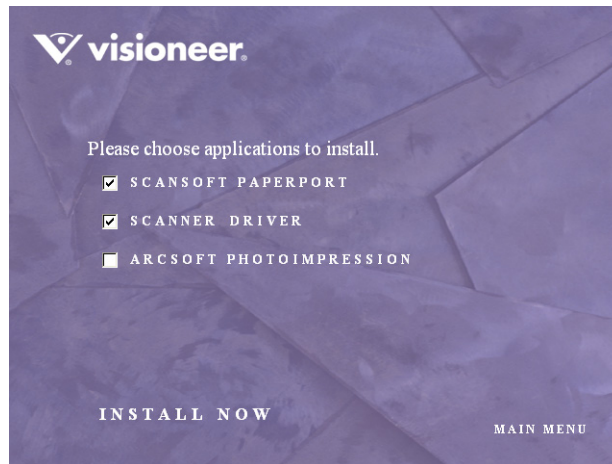 visioneer®
Please choose applications to install.
SCANSOFT PAPERPORT
SCANNER DRIVER
ARCSOFT PHOTOIMPRESSION
INSTALL NOW
MAIN MENU